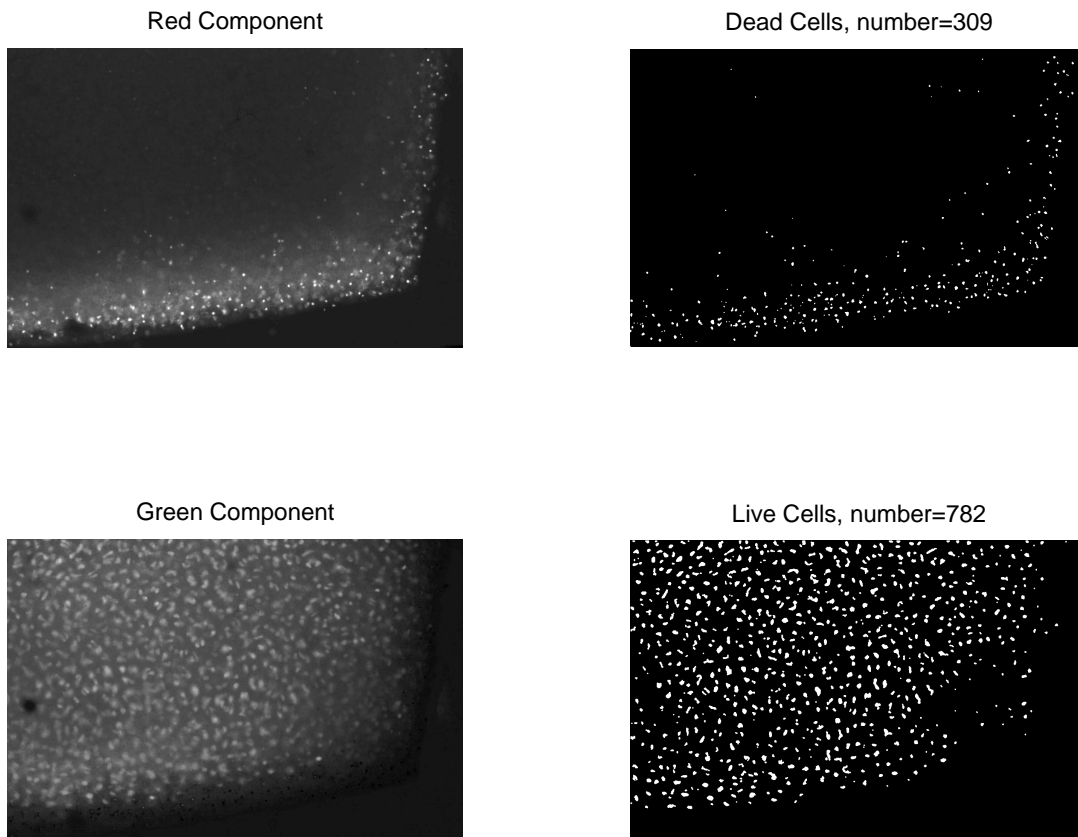 Red Component
Dead Cells, number=309
Green Component
Live Cells, number=782